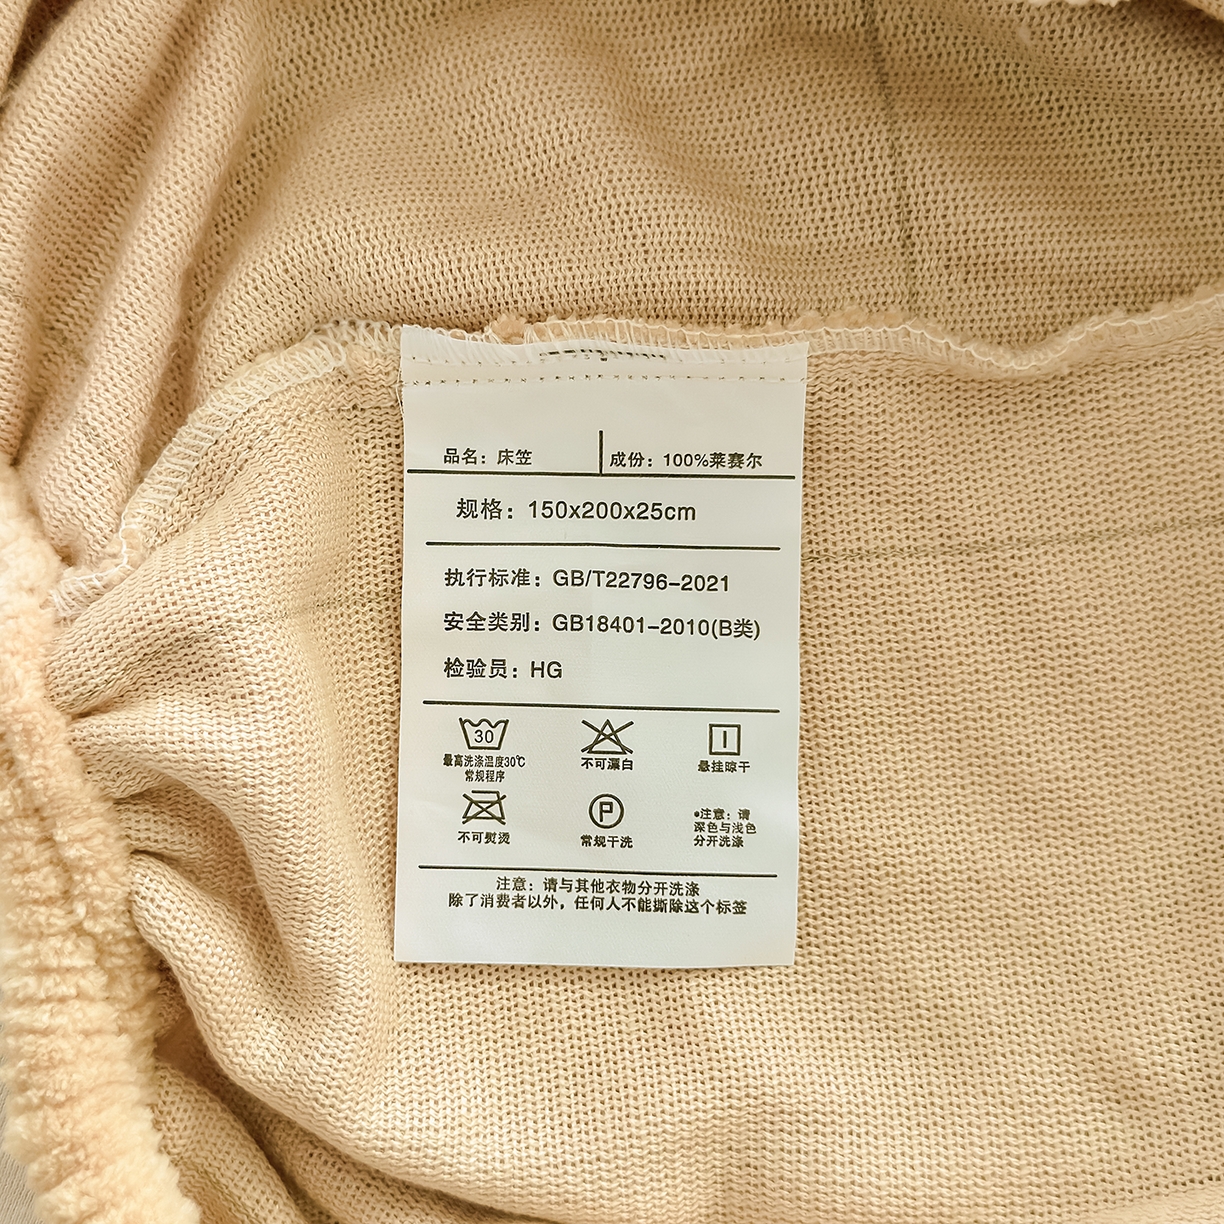 品名：床笠 成份：100%莱赛尔
规格：150x200x25cm
执行标准：GB/T22796-2021
安全类别：GB18401-2010(B类)
检验员：HG
30
最高洗涤温度30℃
常规程序
不可漂白
悬挂晾干
P
不可熨烫
常规干洗
●注意：请
深色与浅色
分开洗涤
注意：请与其他衣物分开洗涤
除了消费者以外，任何人不能撕除这个标签